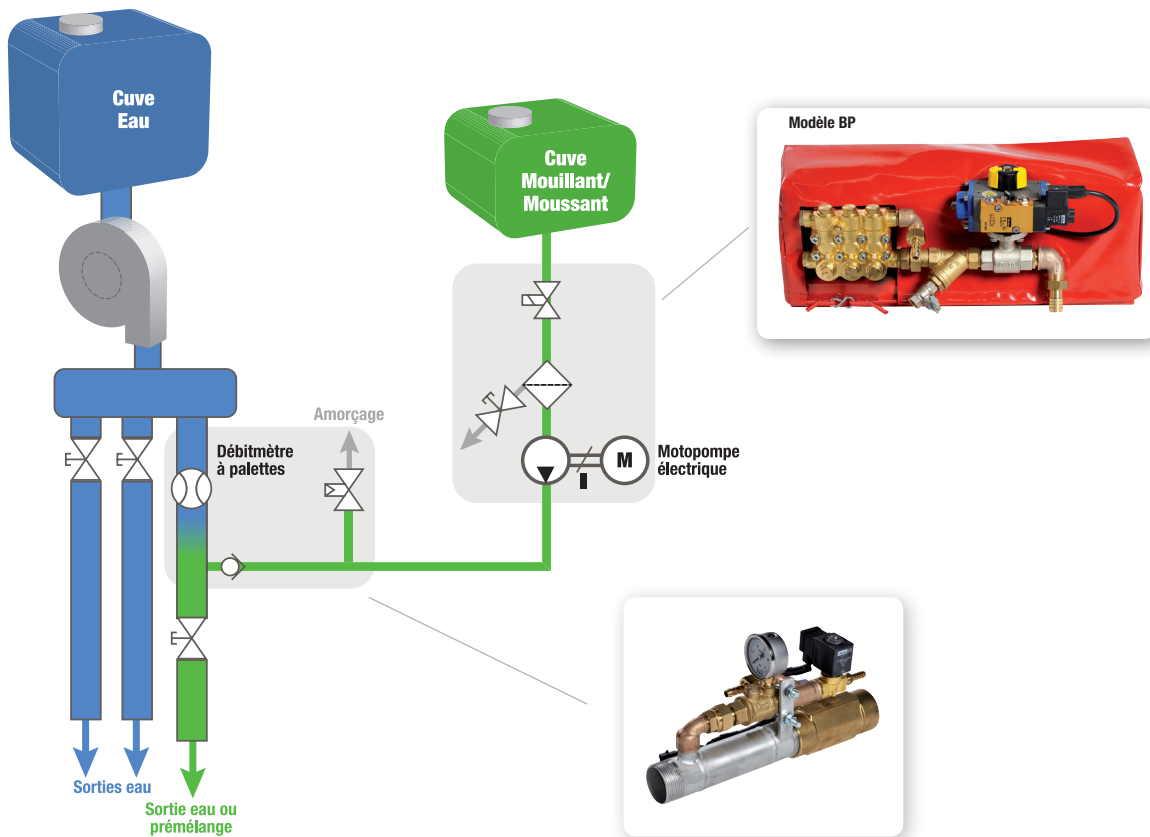 Cuve
Eau
Cuve
Mouillant/
Moussant
Modèle BP
Amorçage
Débitmètre
à palettes
M
Motopompe
électrique
Sorties eau
Sortie eau ou
prémélange